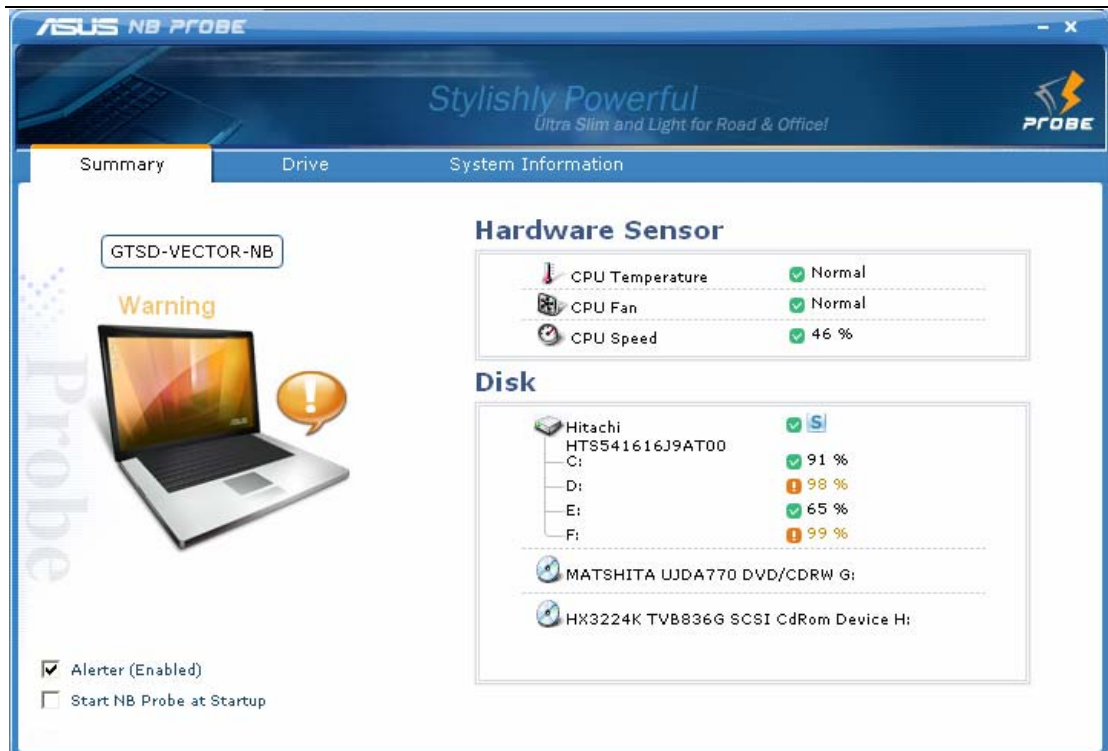 ASUS NB PROBE
Stylishly Powerful
Ultra Slim and Light for Road & Office!
PROBE
Summary Drive System Information
GTSD-VECTOR-NB
Warning
Probe
Hardware Sensor
CPU Temperature Normal
CPU Fan Normal
CPU Speed 46 %
Disk
Hitachi S
HTS541616J9AT00
C: 91 %
D: 98 %
E: 65 %
F: 99 %
MATSHITA UJDA770 DVD/CDRW G:
HX3224K TVB836G SCSI CdRom Device H:
Alerter (Enabled)
Start NB Probe at Startup